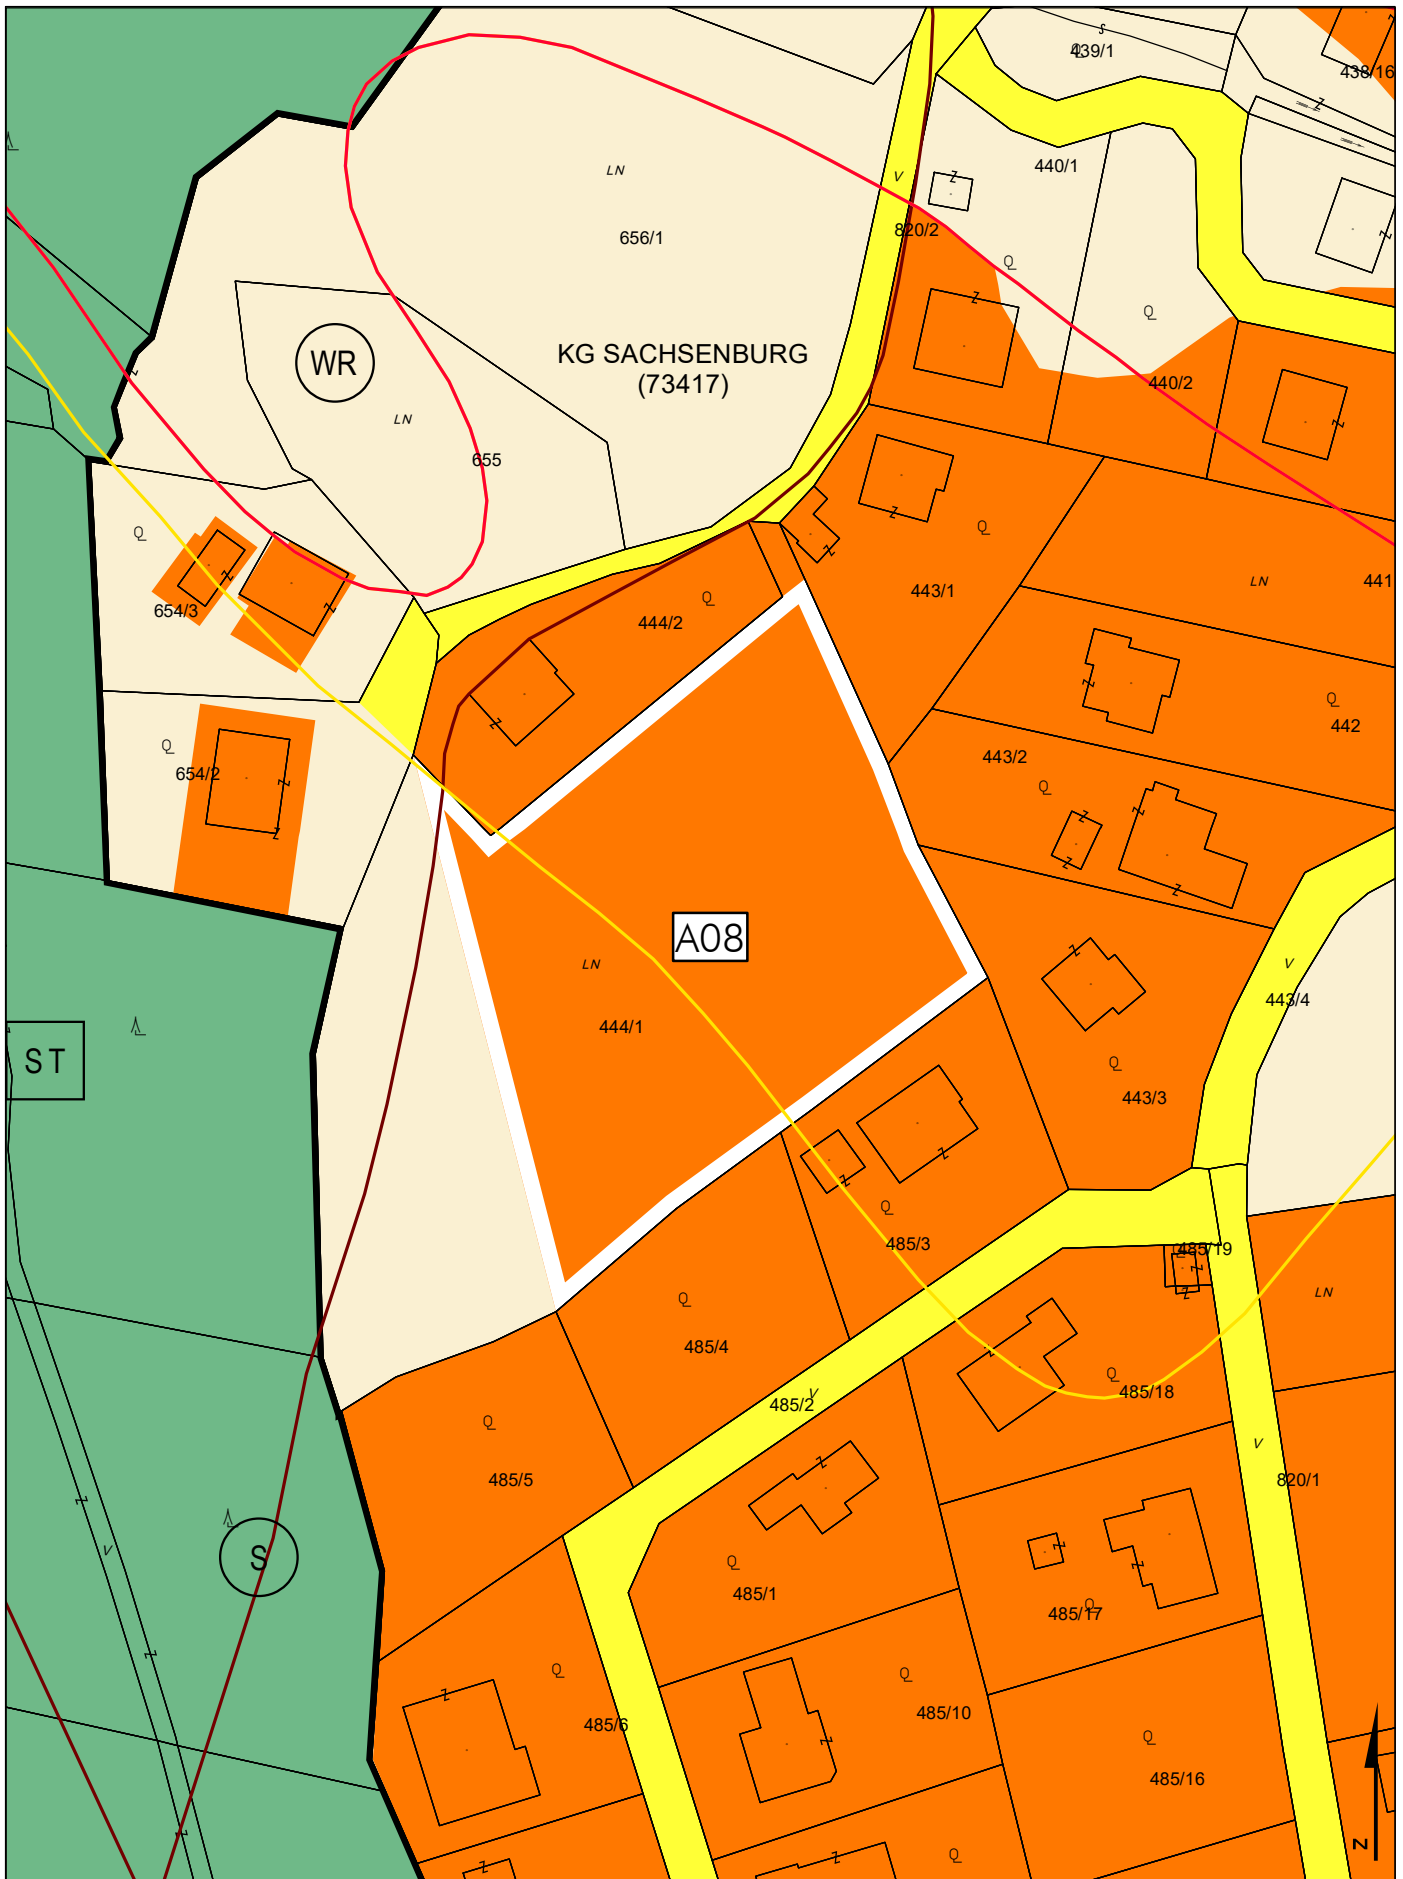 439/1
438/16
440/1
LN
656/1
V
820/2
Q
Q
WR
KG SACHSENBURG
(73417)
440/2
LN
655
Q
Q
LN
441
654/3
Q
444/2
443/1
Q
442
Q
654/2
443/2
Q
A08
LN
444/1
V
443/4
ST
Q
443/3
Q
485/3
485/19
LN
Q
485/4
Q
485/18
485/2
V
Q
485/5
V
820/1
S
V
Q
485/1
Q
485/17
Q
485/6
Q
485/10
Q
485/16
Q
N